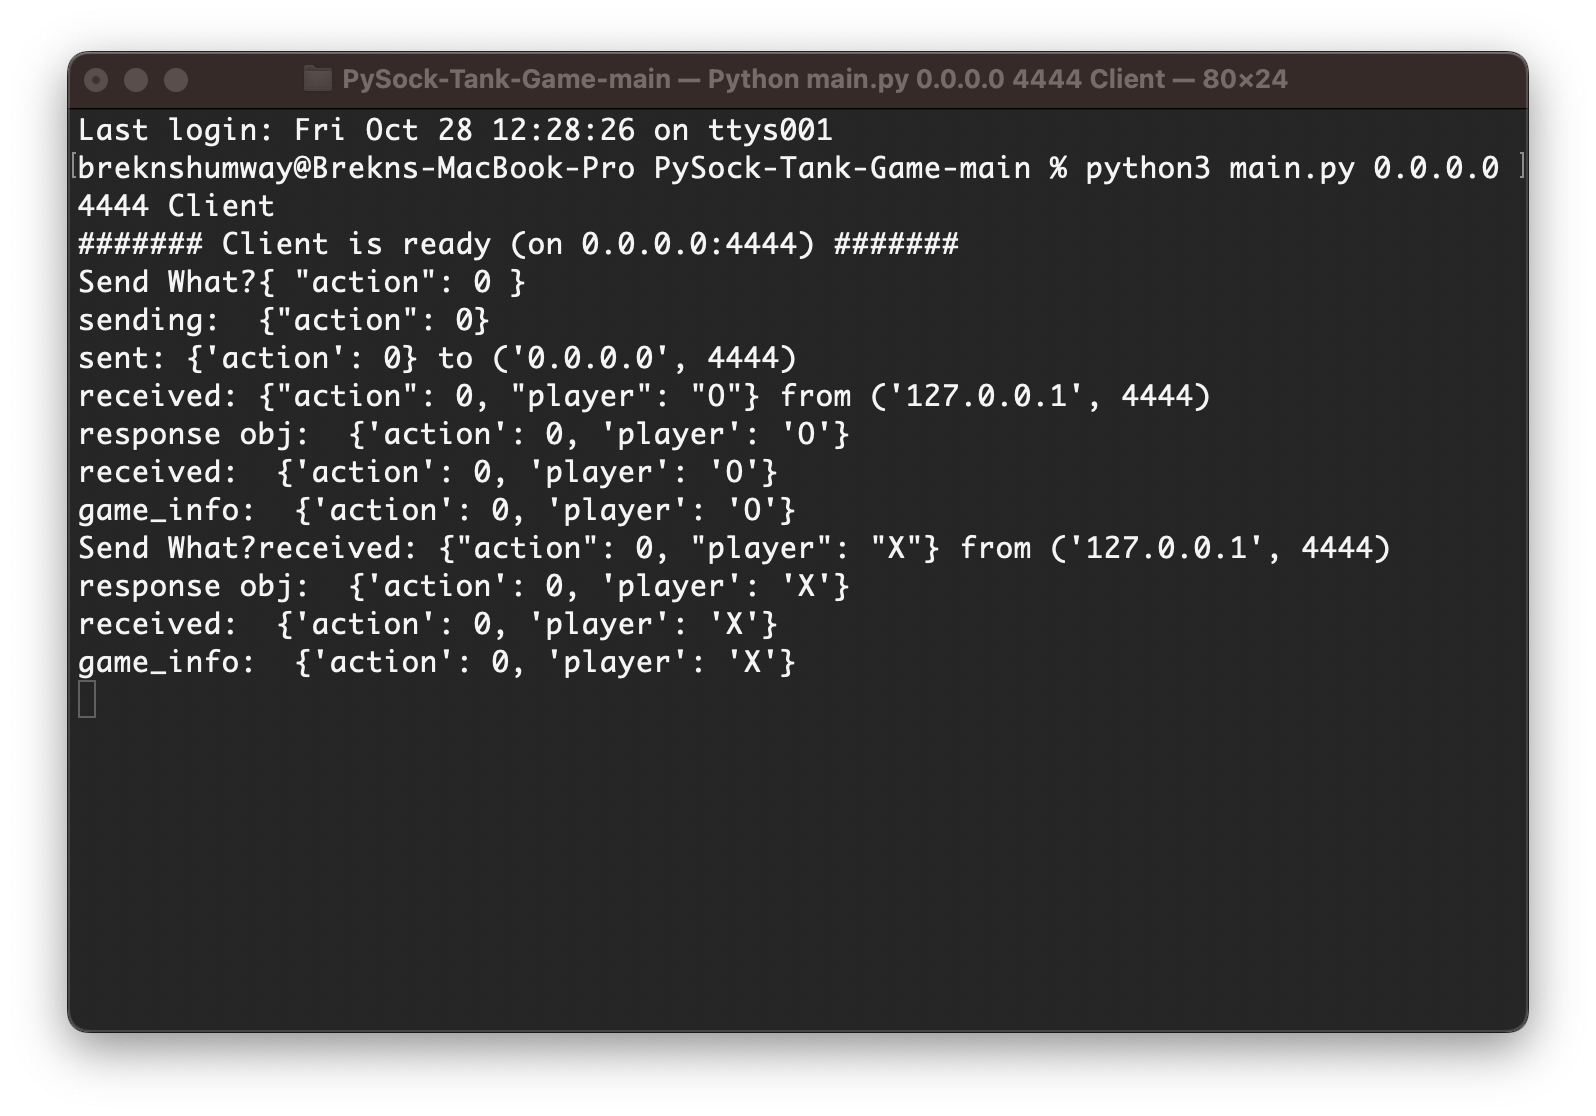 PySock-Tank-Game-main — Python main.py 0.0.0.0 4444 Client — 80×24
Last login: Fri Oct 28 12:28:26 on ttys001
[breknshumway@Brekns-MacBook-Pro PySock-Tank-Game-main % python3 main.py 0.0.0.0 ]
4444 Client
####### Client is ready (on 0.0.0.0:4444) #######
Send What?{ "action": 0 }
sending:  {"action": 0}
sent: {'action': 0} to ('0.0.0.0', 4444)
received: {"action": 0, "player": "O"} from ('127.0.0.1', 4444)
response obj:  {'action': 0, 'player': 'O'}
received:  {'action': 0, 'player': 'O'}
game_info:  {'action': 0, 'player': 'O'}
Send What?received: {"action": 0, "player": "X"} from ('127.0.0.1', 4444)
response obj:  {'action': 0, 'player': 'X'}
received:  {'action': 0, 'player': 'X'}
game_info:  {'action': 0, 'player': 'X'}